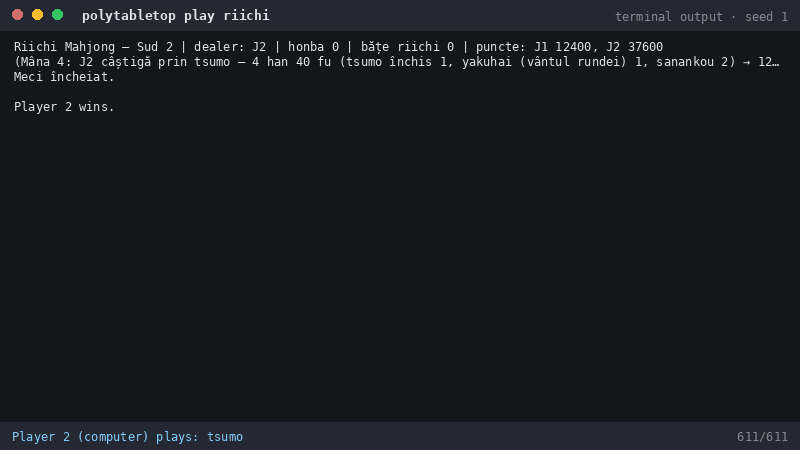 polytabletop play riichi
terminal output · seed 1
Riichi Mahjong — Sud 2 | dealer: J2 | honba 0 | bățe riichi 0 | puncte: J1 12400, J2 37600
(Mâna 4: J2 câștigă prin tsumo — 4 han 40 fu (tsumo închis 1, yakuhai (vântul rundei) 1, sanankou 2) → 12…
Meci încheiat.
Player 2 wins.
Player 2 (computer) plays: tsumo
611/611